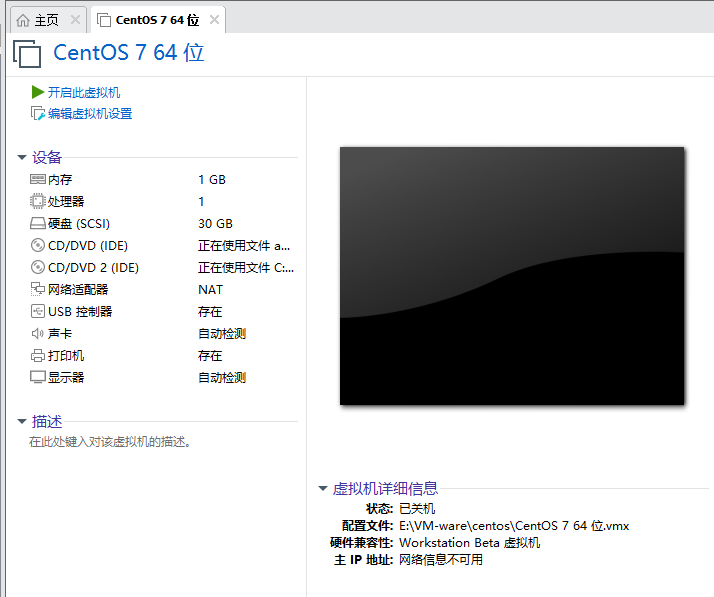 主页
CentOS 7 64 位
CentOS 7 64 位
开启此虚拟机
编辑虚拟机设置
设备
内存 1 GB
处理器 1
硬盘 (SCSI) 30 GB
CD/DVD (IDE) 正在使用文件 a...
CD/DVD 2 (IDE) 正在使用文件 C:...
网络适配器 NAT
USB 控制器 存在
声卡 自动检测
打印机 存在
显示器 自动检测
描述
在此处键入对该虚拟机的描述。
虚拟机详细信息
状态: 已关机
配置文件: E:\VM-ware\centos\CentOS 7 64 位.vmx
硬件兼容性: Workstation Beta 虚拟机
主 IP 地址: 网络信息不可用